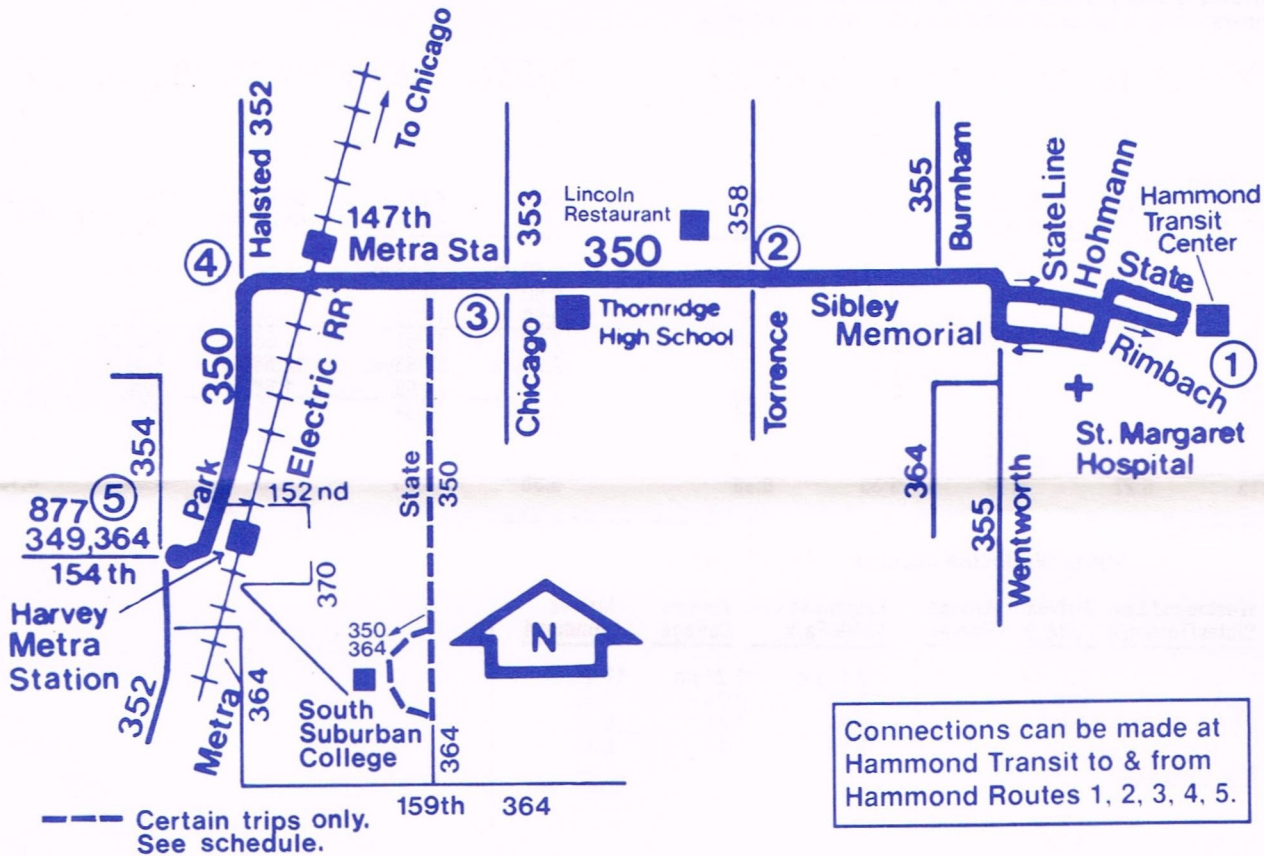 To Chicago
Halsted 352
147th
Metra Sta
353
Lincoln
Restaurant
350
358
355
Burnham
StateLine
Hohmann
State
Hammond
Transit
Center
4
2
3
1
Thornridge
High School
Sibley
Memorial
Rimbach
350
Electric RR
Chicago
Torrence
St. Margaret
Hospital
354
Park
152nd
State
350
364
355
Wentworth
877
5
349,364
154th
Harvey
Metra
Station
370
350
364
N
352
Metra
364
South
Suburban
College
364
159th 364
Certain trips only.
See schedule.
Connections can be made at
Hammond Transit to & from
Hammond Routes 1, 2, 3, 4, 5.